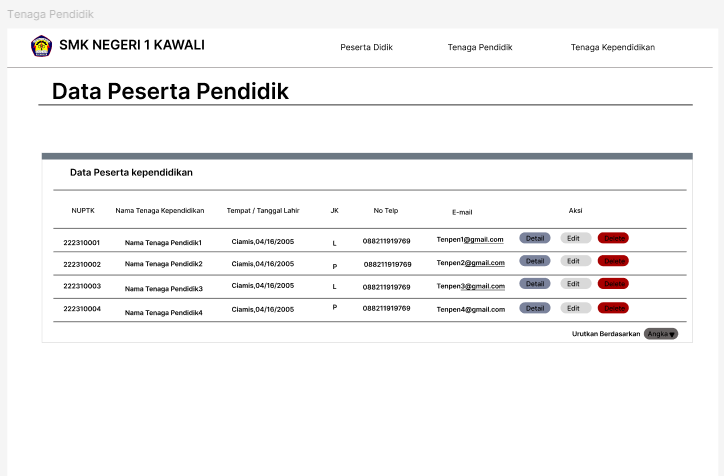 Tenaga Pendidik
SMK NEGERI 1 KAWALI Peserta Didik Tenaga Pendidik Tenaga Kependidikan
Data Peserta Pendidik
Data Peserta kependidikan
NUPTK Nama Tenaga Kependidikan Tempat / Tanggal Lahir JK No Telp E-mail Aksi
222310001 Nama Tenaga Pendidik1 Ciamis,04/16/2005 L 088211919769 Tenpen1@gmail.com Detail Edit Delete
222310002 Nama Tenaga Pendidik2 Ciamis,04/16/2005 P 088211919769 Tenpen2@gmail.com Detail Edit Delete
222310003 Nama Tenaga Pendidik3 Ciamis,04/16/2005 L 088211919769 Tenpen3@gmail.com Detail Edit Delete
222310004 Nama Tenaga Pendidik4 Ciamis,04/16/2005 P 088211919769 Tenpen4@gmail.com Detail Edit Delete
Urutkan Berdasarkan Angka